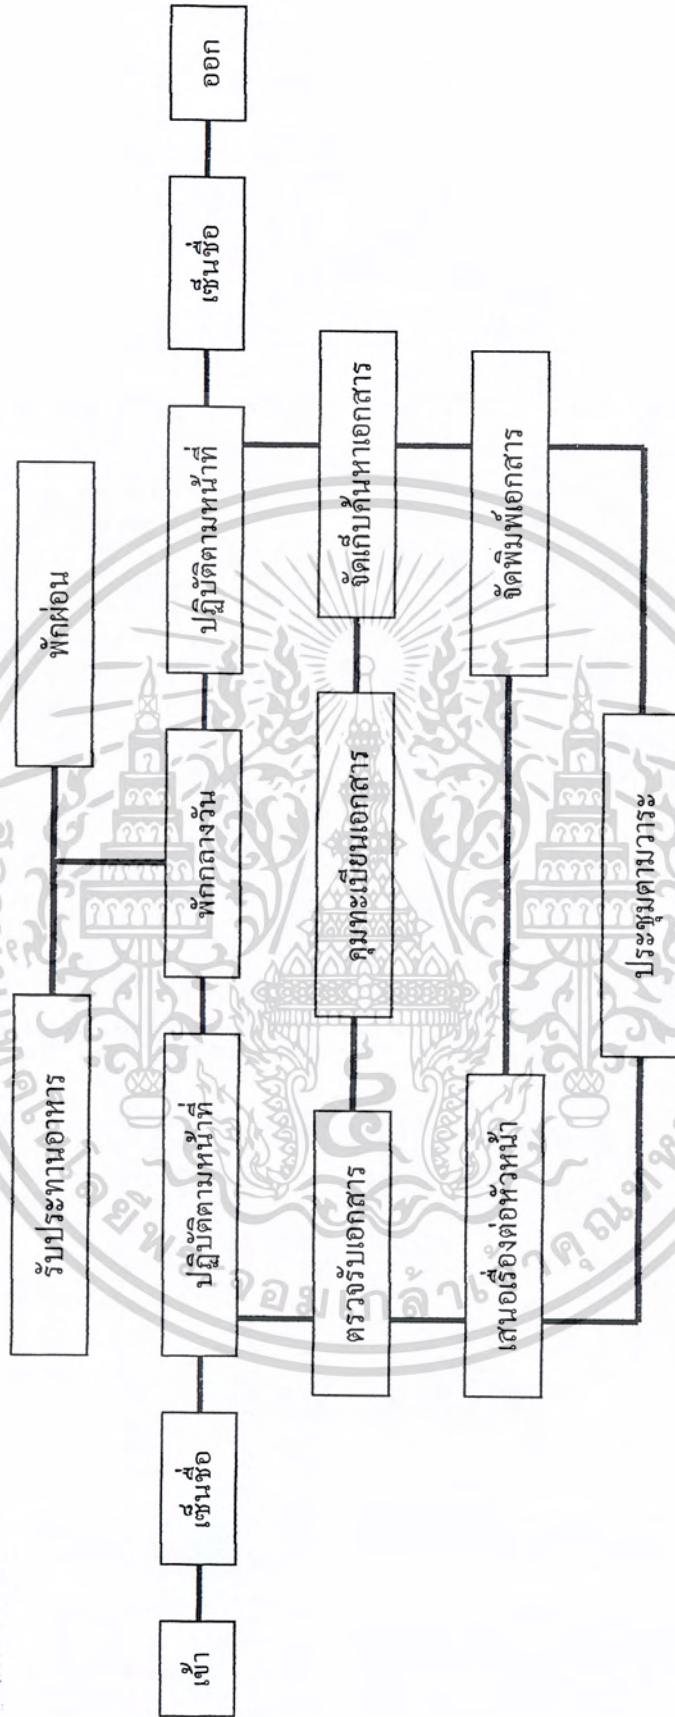 รับประทานอาหาร
พักผ่อน
เข้า
เซ็นชื่อ
ปฏิบัติตามหน้าที่
พักกลางวัน
ปฏิบัติตามหน้าที่
เซ็นชื่อ
ออก
ตรวจรับเอกสาร
คุมทะเบียนเอกสาร
จัดเก็บค้นหาเอกสาร
เสนอเรื่องต่อหัวหน้า
จัดพิมพ์เอกสาร
ประชุมตามวาระ